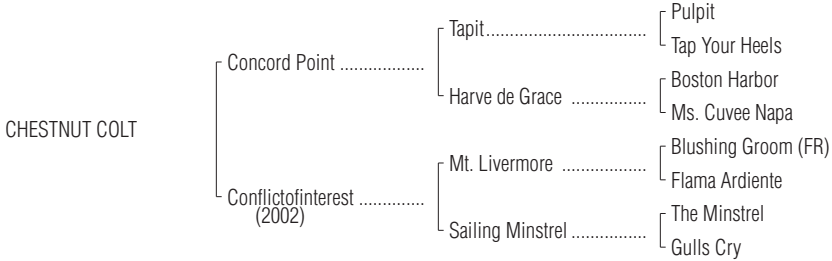 Pulpit
Tapit..................................
Tap Your Heels
Concord Point ..................
Boston Harbor
Harve de Grace ................
Ms. Cuvee Napa
CHESTNUT COLT
Blushing Groom (FR)
Mt. Livermore ..................
Flama Ardiente
Conflictofinterest ..............
(2002)
The Minstrel
Sailing Minstrel ................
Gulls Cry